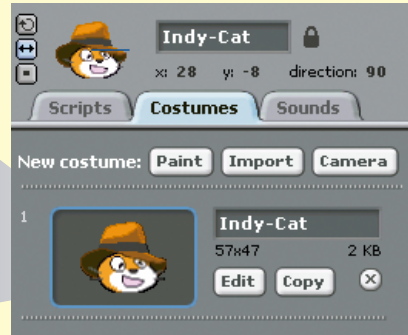 Indy-Cat
x: 28 y: -8 direction: 90
Scripts Costumes Sounds
New costume: Paint Import Camera
1
Indy-Cat
57x47 2 KB
Edit Copy